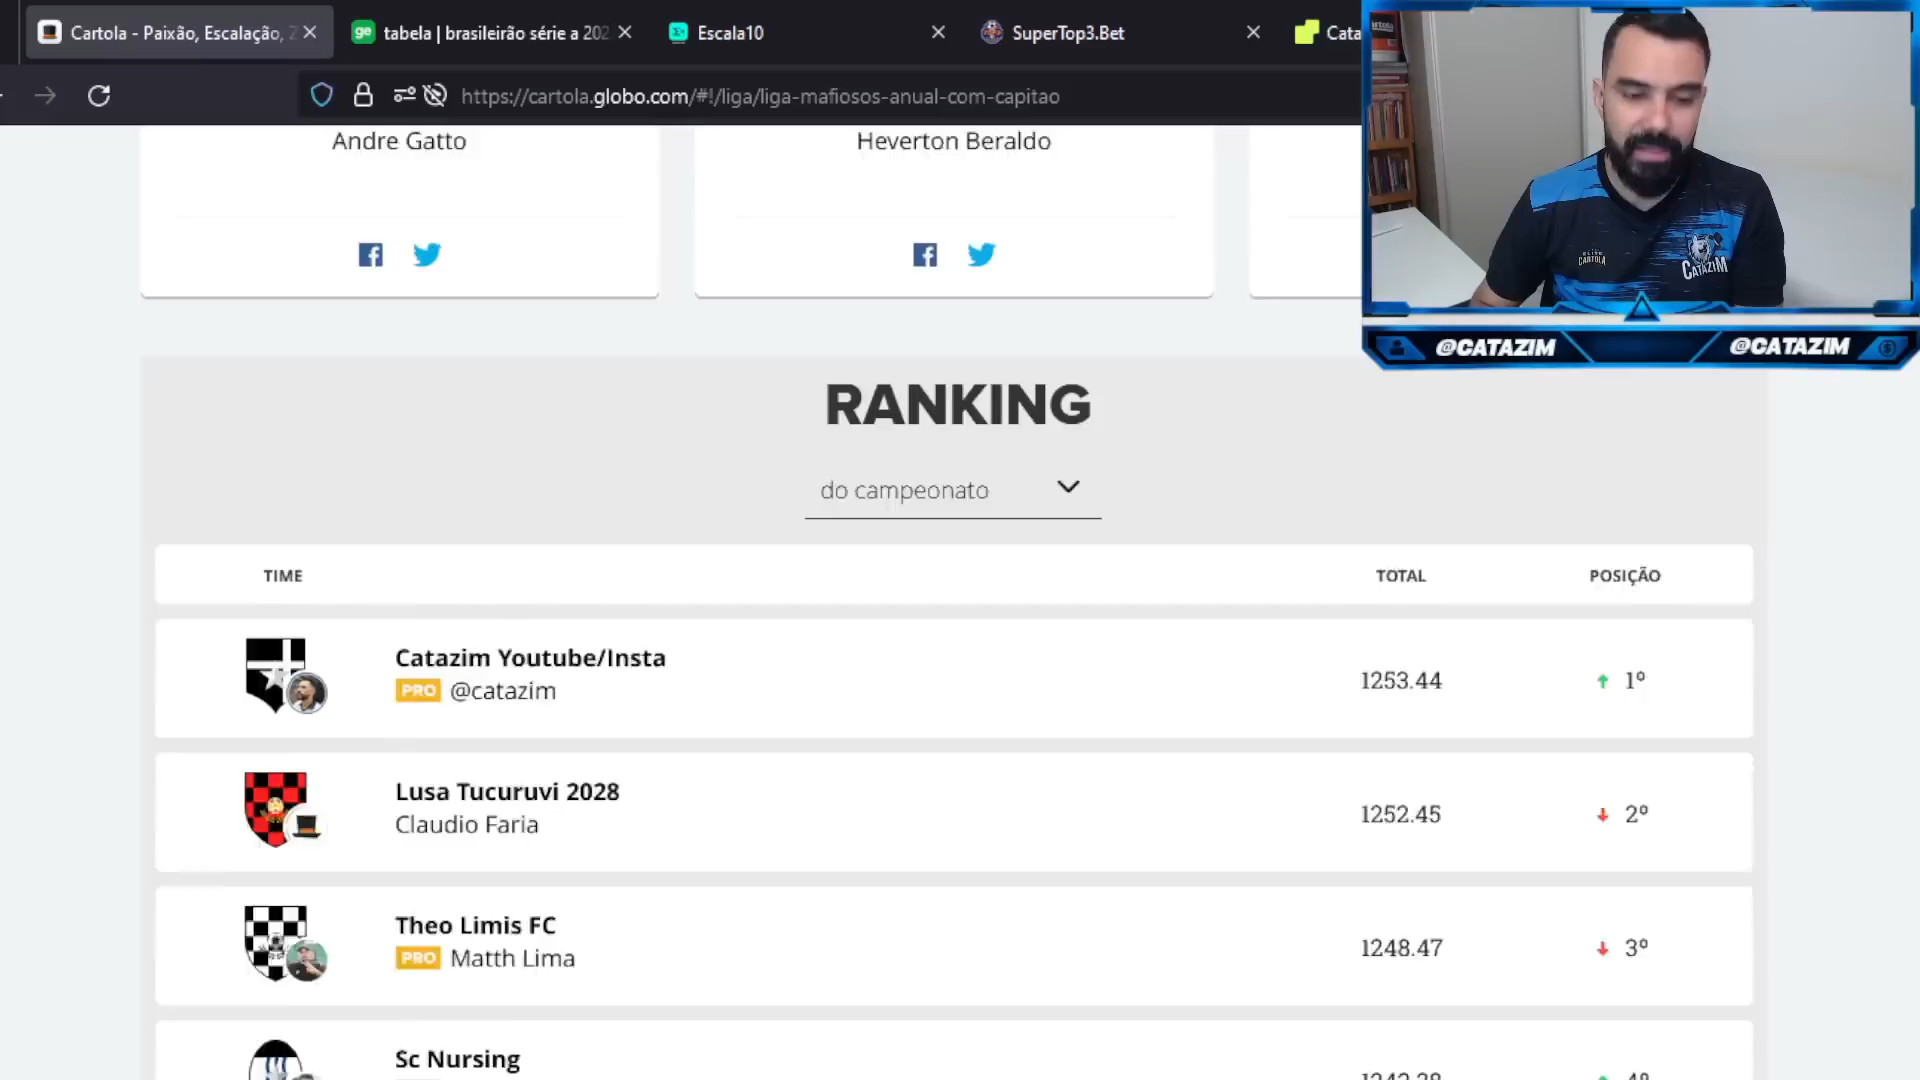 Cartola - Paixão, Escalação,
tabela | brasileirão série a 202
Escala10
SuperTop3.Bet
Cata
https://cartola.globo.com/#!/liga/liga-mafiosos-anual-com-capitao
CARTOLA
CATAZIM
@CATAZIM
@CATAZIM
Andre Gatto
Heverton Beraldo
RANKING
do campeonato
TIME
TOTAL
POSIÇÃO
Catazim Youtube/Insta
PRO @catazim
1253.44
1º
Lusa Tucuruvi 2028
Claudio Faria
1252.45
2º
Theo Limis FC
PRO Matth Lima
1248.47
3º
Sc Nursing
4º